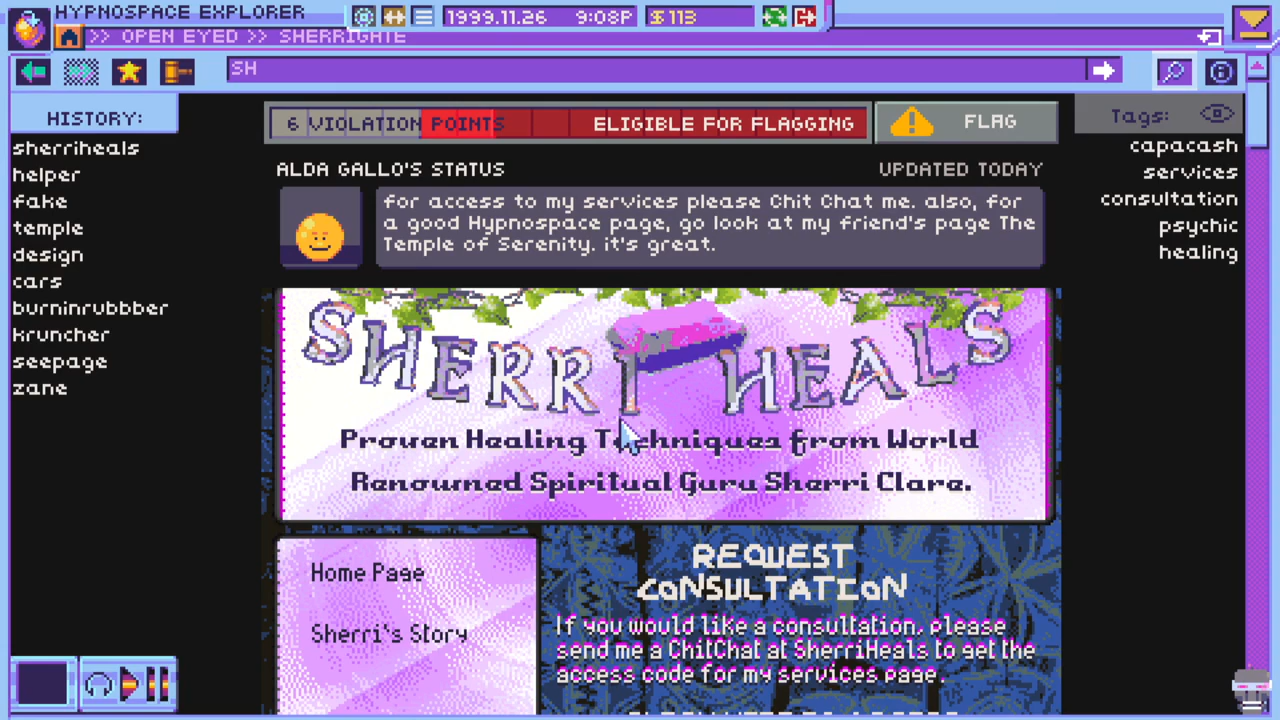 HYPNOSPACE EXPLORER
1999.11.26 9:08P 113
>> OPEN EYED >> SHERRIGATE
SH
HISTORY:
sherriheals
helper
fake
temple
design
cars
burninrubbber
kruncher
seepage
zane
6 VIOLATION POINTS ELIGIBLE FOR FLAGGING
FLAG
ALDA GALLO'S STATUS UPDATED TODAY
for access to my services please Chit Chat me. also, for
a good Hypnospace page, go look at my friend's page The
Temple of Serenity. it's great.
SHERRI HEALS
Proven Healing Techniques from World
Renowned Spiritual Guru Sherri Clare.
Home Page
Sherri's Story
REQUEST
CONSULTATION
If you would like a consultation, please
send me a ChitChat at SherriHeals to get the
access code for my services page.
Tags:
capacash
services
consultation
psychic
healing